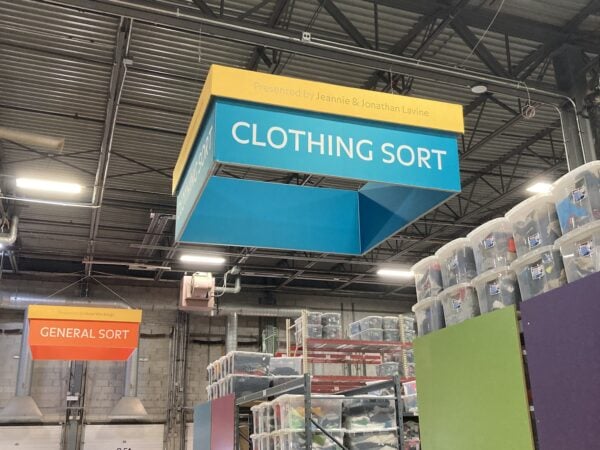 Presented by Jeannie & Jonathan Lavine
CLOTHING SORT
GENERAL SORT